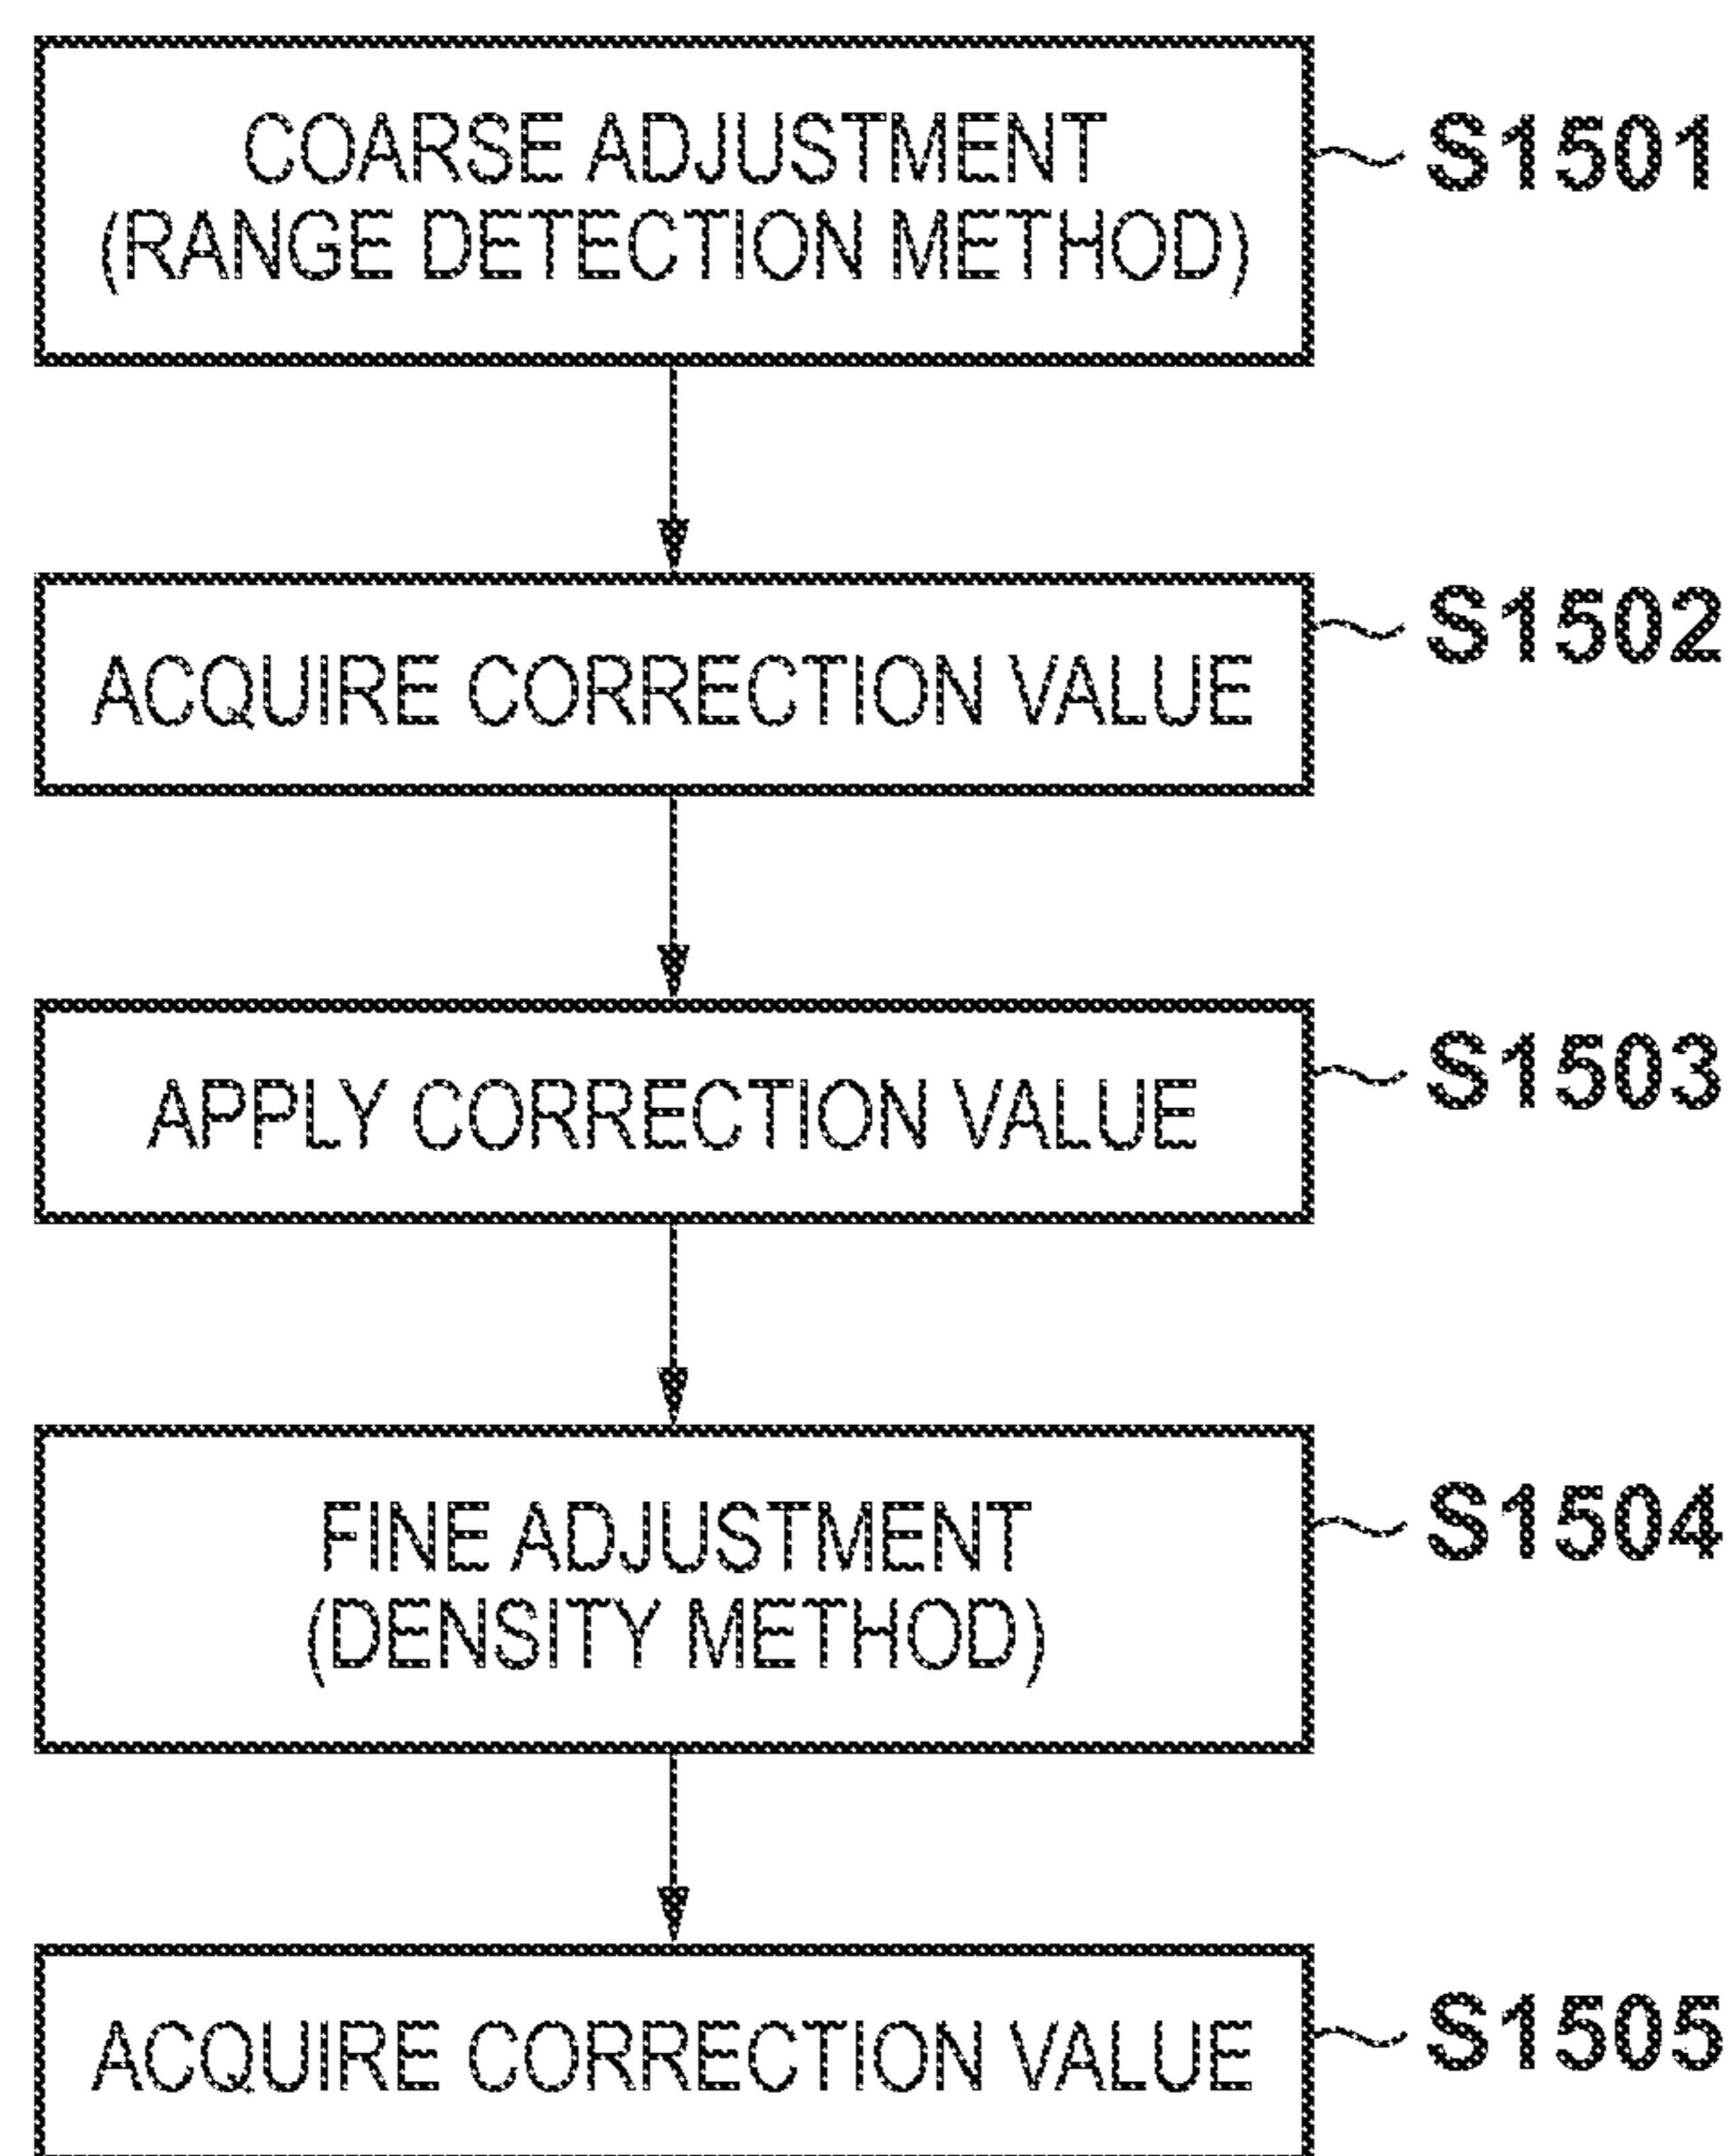 COARSE ADJUSTMENT
(RANGE DETECTION METHOD)
S1501
ACQUIRE CORRECTION VALUE
S1502
APPLY CORRECTION VALUE
S1503
FINE ADJUSTMENT
(DENSITY METHOD)
S1504
ACQUIRE CORRECTION VALUE
S1505